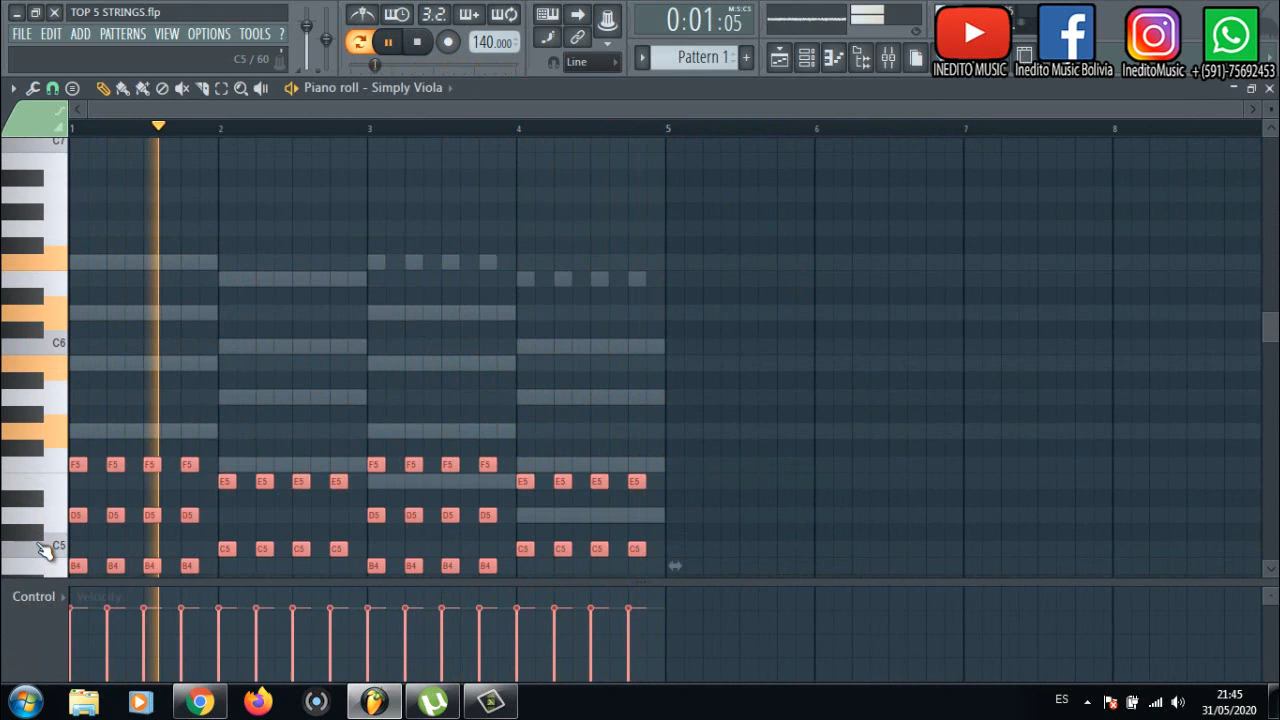 TOP 5 STRINGS.flp
FILE EDIT ADD PATTERNS VIEW OPTIONS TOOLS ?
C5 / 60
3.2
140.000
Line
0:01:05
M:S:CS
Pattern 1
INEDITO MUSIC
Inedito Music Bolivia
IneditoMusic
+ (591)-75692453
Piano roll - Simply Viola
1 2 3 4 5 6 7 8
C7
C6
F5 F5 F5 F5 F5 F5 F5 F5
E5 E5 E5 E5 E5 E5 E5 E5
D5 D5 D5 D5 D5 D5 D5 D5
C5 C5 C5 C5 C5 C5 C5 C5 C5
B4 B4 B4 B4 B4 B4 B4 B4
Control
Velocity
ES
21:45
31/05/2020